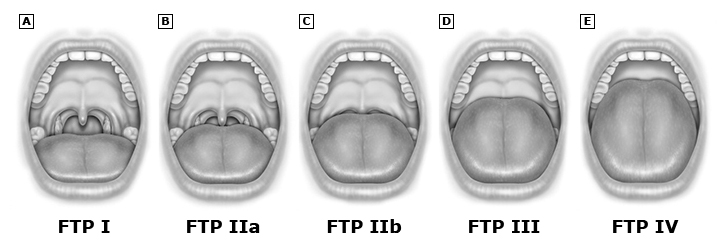 A B C D E
FTP I FTP IIa FTP IIb FTP III FTP IV